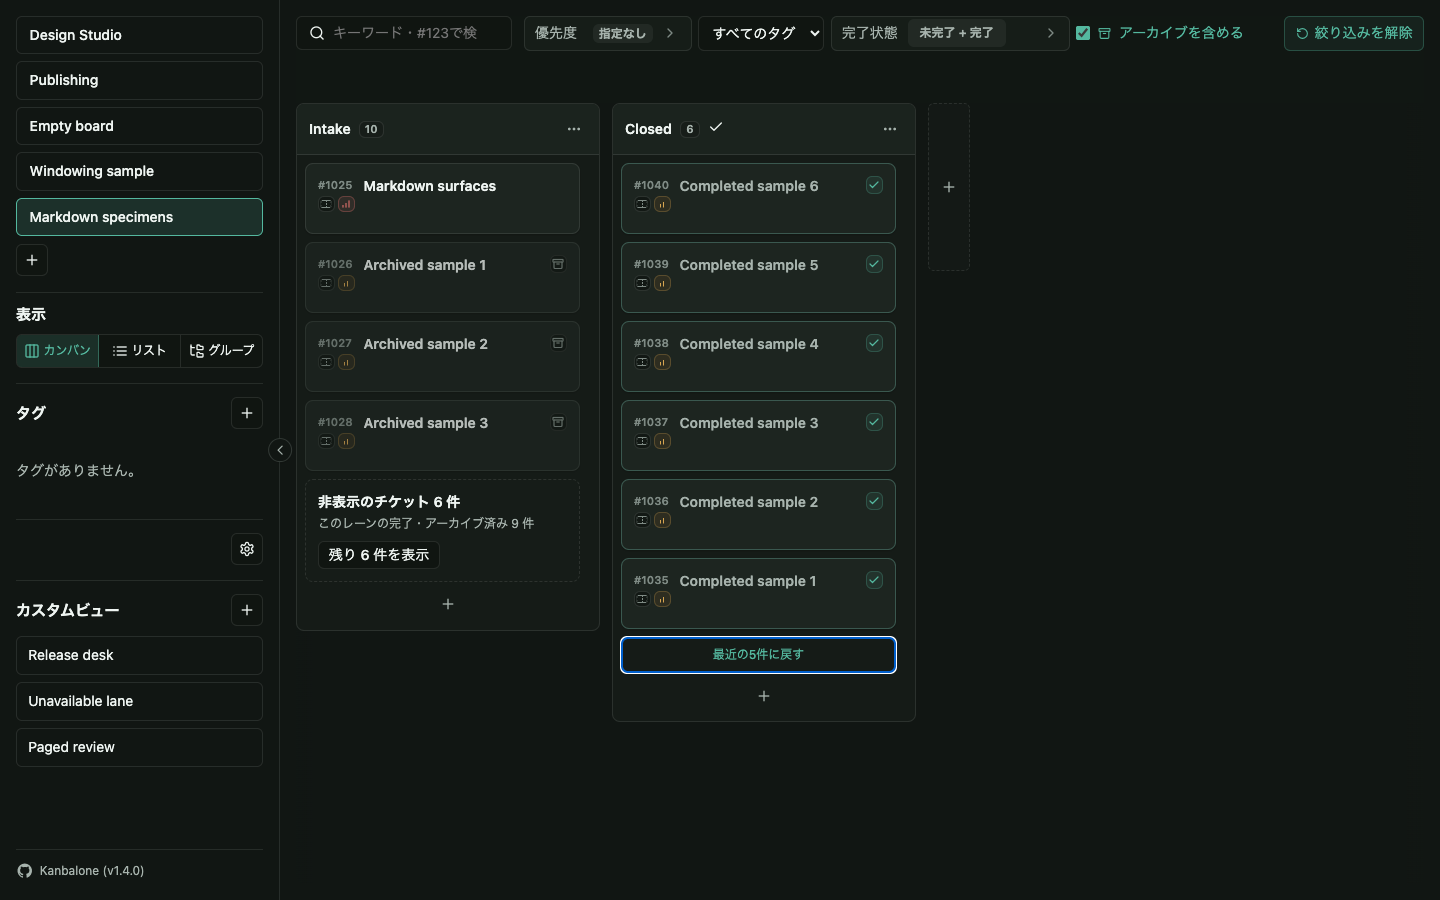 Design Studio
Publishing
Empty board
Windowing sample
Markdown specimens
表示
カンバン
リスト
グループ
タグ
タグがありません。
カスタムビュー
Release desk
Unavailable lane
Paged review
Kanbalone (v1.4.0)
キーワード・#123で検
優先度
指定なし
すべてのタグ
完了状態
未完了 + 完了
アーカイブを含める
絞り込みを解除
Intake 10
#1025 Markdown surfaces
#1026 Archived sample 1
#1027 Archived sample 2
#1028 Archived sample 3
非表示のチケット 6 件
このレーンの完了・アーカイブ済み 9 件
残り 6 件を表示
Closed 6
#1040 Completed sample 6
#1039 Completed sample 5
#1038 Completed sample 4
#1037 Completed sample 3
#1036 Completed sample 2
#1035 Completed sample 1
最近の5件に戻す